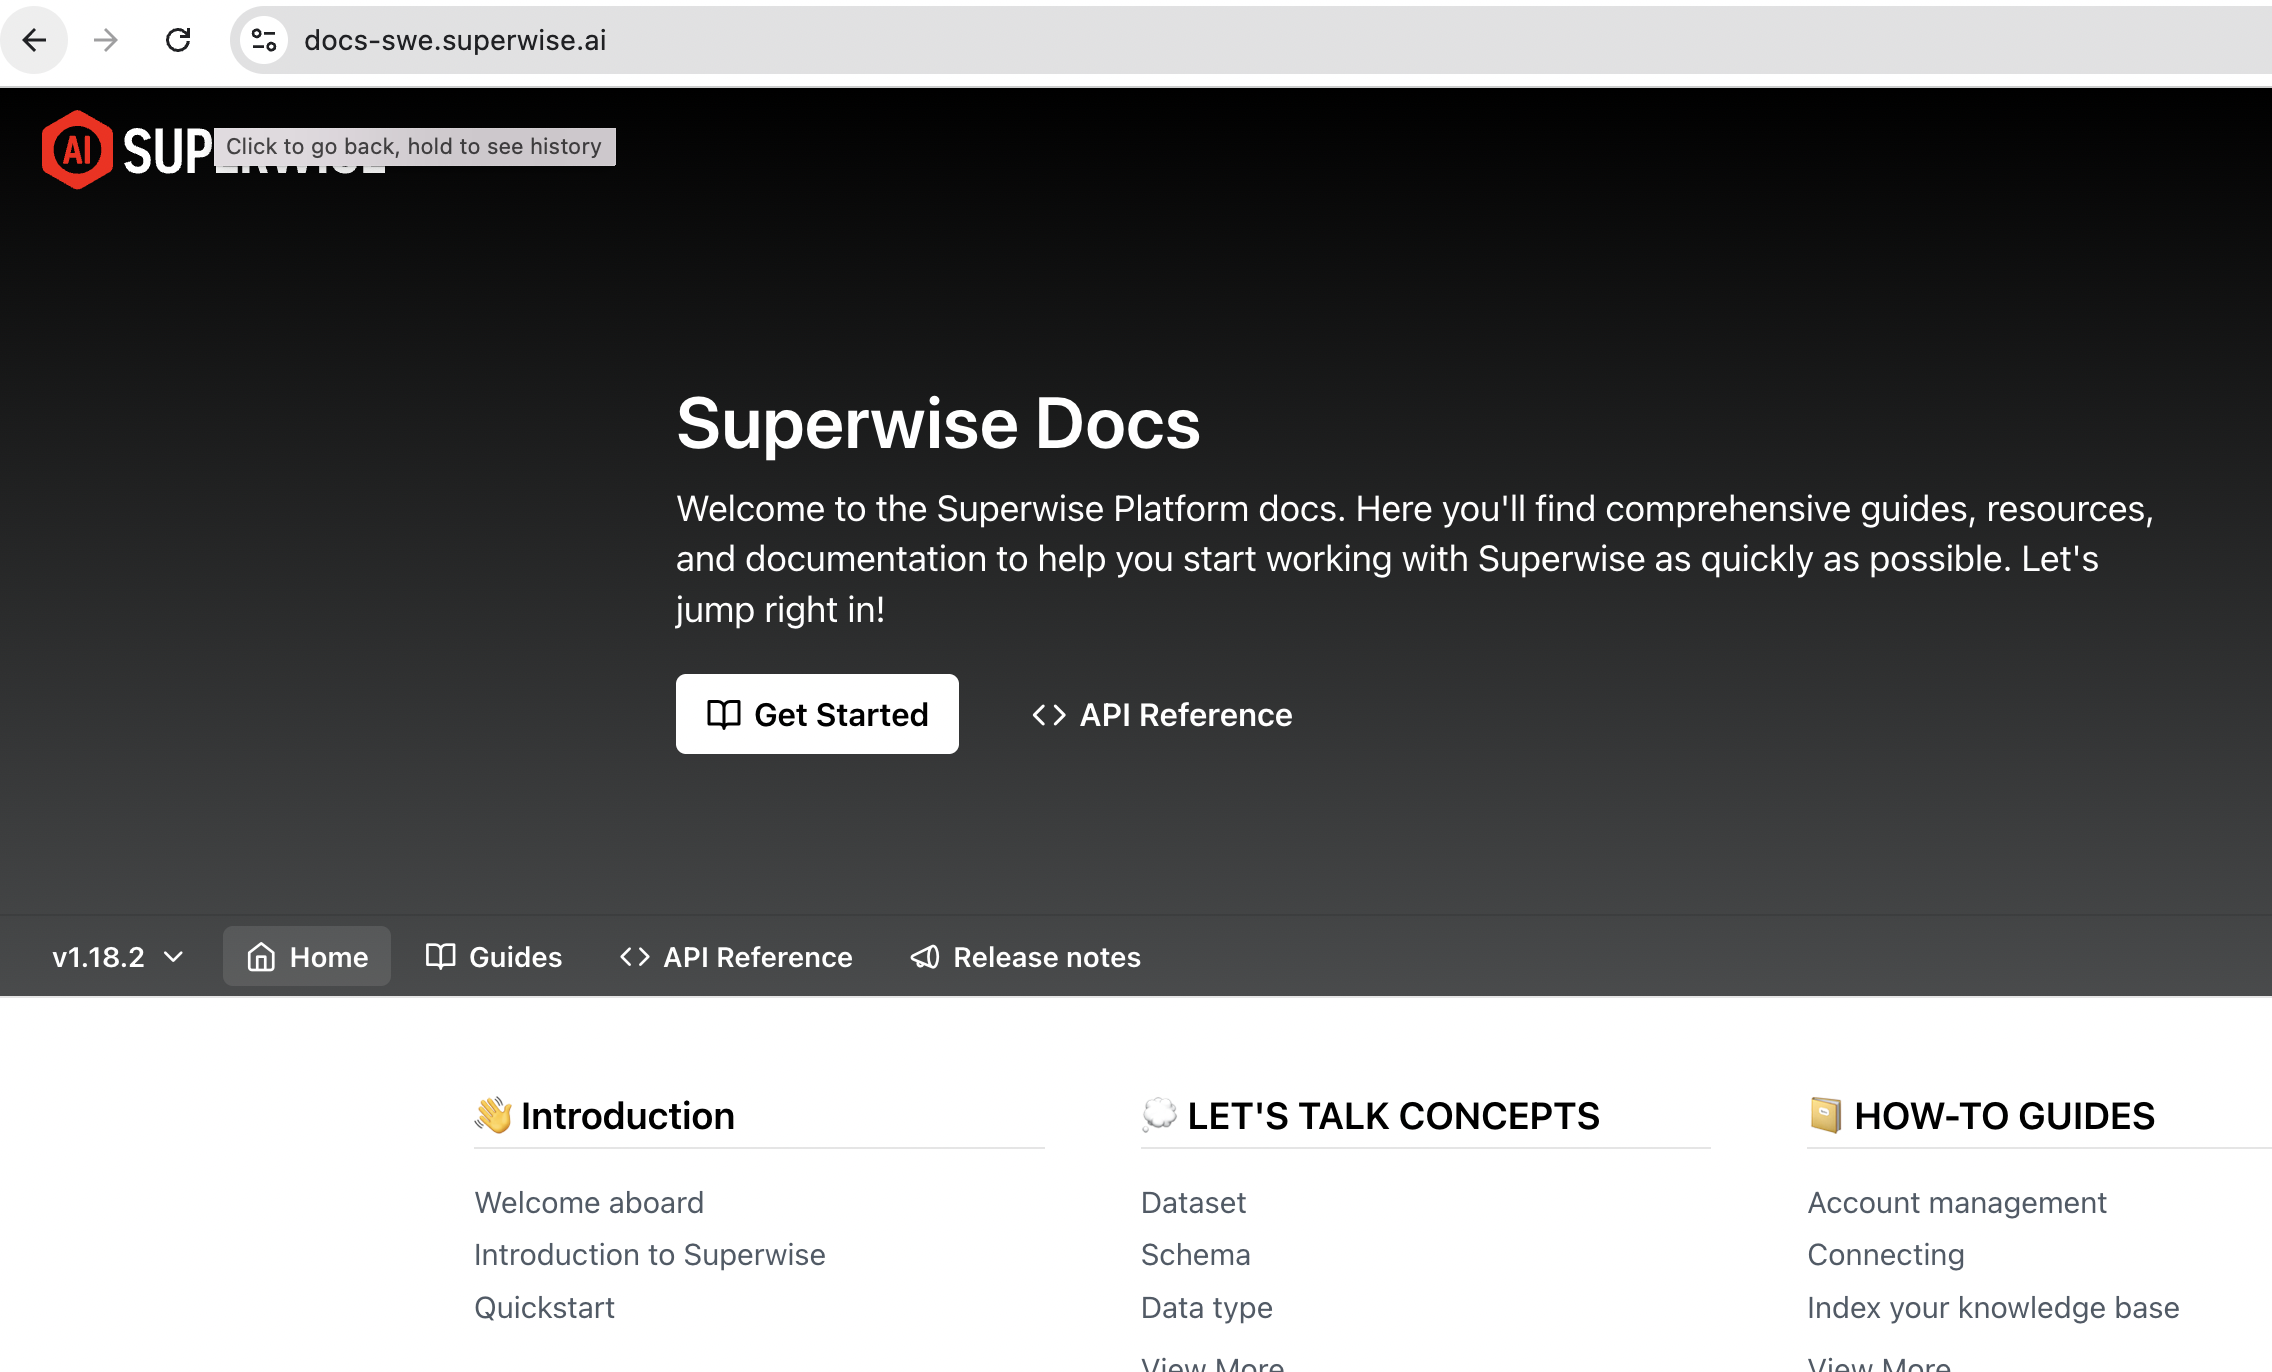 docs-swe.superwise.ai
AI SUP
Click to go back, hold to see history
Superwise Docs
Welcome to the Superwise Platform docs. Here you'll find comprehensive guides, resources,
and documentation to help you start working with Superwise as quickly as possible. Let's
jump right in!
Get Started
API Reference
v1.18.2
Home
Guides
API Reference
Release notes
👋 Introduction
Welcome aboard
Introduction to Superwise
Quickstart
💭 LET'S TALK CONCEPTS
Dataset
Schema
Data type
View More
📒 HOW-TO GUIDES
Account management
Connecting
Index your knowledge base
View More